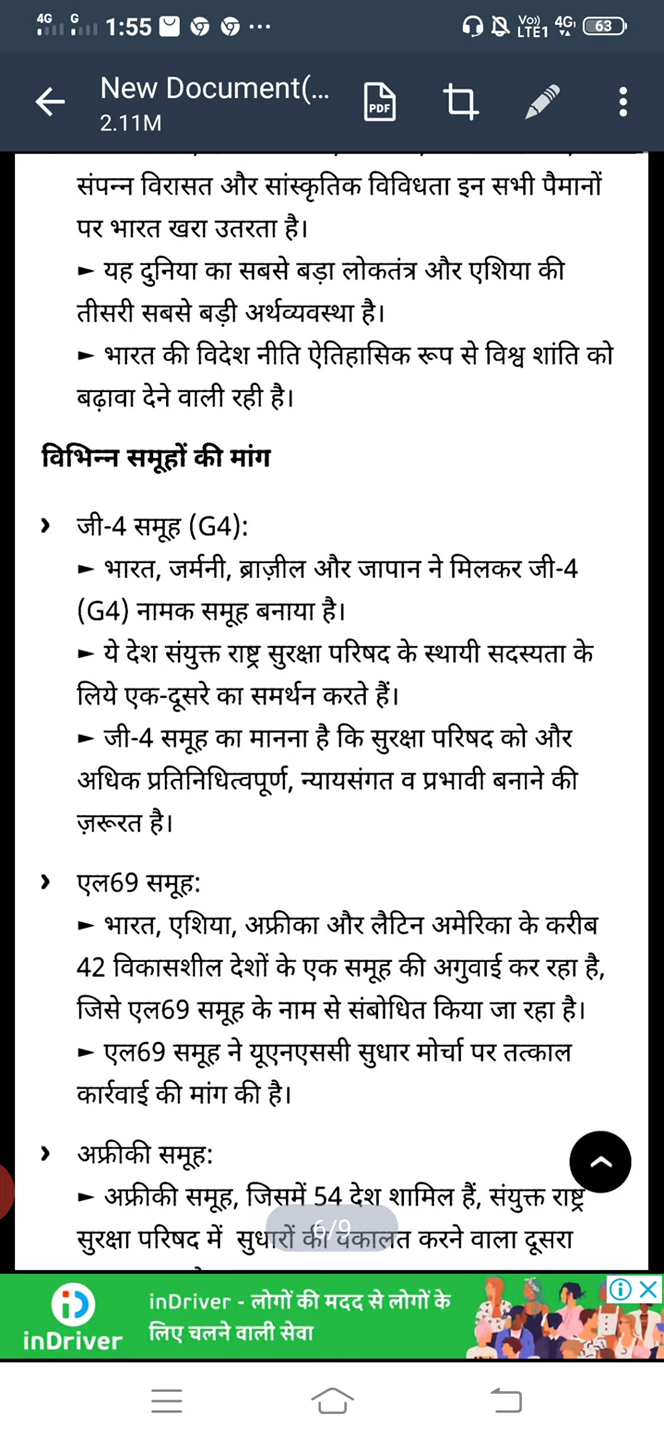 4G G 1:55 ... Vo)) LTE1 4G 63
New Document(...
2.11M
PDF
संपन्न विरासत और सांस्कृतिक विविधता इन सभी पैमानों
पर भारत खरा उतरता है।
► यह दुनिया का सबसे बड़ा लोकतंत्र और एशिया की
तीसरी सबसे बड़ी अर्थव्यवस्था है।
► भारत की विदेश नीति ऐतिहासिक रूप से विश्व शांति को
बढ़ावा देने वाली रही है।
विभिन्न समूहों की मांग
› जी-4 समूह (G4):
► भारत, जर्मनी, ब्राज़ील और जापान ने मिलकर जी-4
(G4) नामक समूह बनाया है।
► ये देश संयुक्त राष्ट्र सुरक्षा परिषद के स्थायी सदस्यता के
लिये एक-दूसरे का समर्थन करते हैं।
► जी-4 समूह का मानना है कि सुरक्षा परिषद को और
अधिक प्रतिनिधित्वपूर्ण, न्यायसंगत व प्रभावी बनाने की
ज़रूरत है।
› एल69 समूह:
► भारत, एशिया, अफ्रीका और लैटिन अमेरिका के करीब
42 विकासशील देशों के एक समूह की अगुवाई कर रहा है,
जिसे एल69 समूह के नाम से संबोधित किया जा रहा है।
► एल69 समूह ने यूएनएससी सुधार मोर्चा पर तत्काल
कार्रवाई की मांग की है।
› अफ्रीकी समूह:
► अफ्रीकी समूह, जिसमें 54 देश शामिल हैं, संयुक्त राष्ट्र
सुरक्षा परिषद में सुधारों की वकालत करने वाला दूसरा
6/9
inDriver - लोगों की मदद से लोगों के
लिए चलने वाली सेवा
inDriver